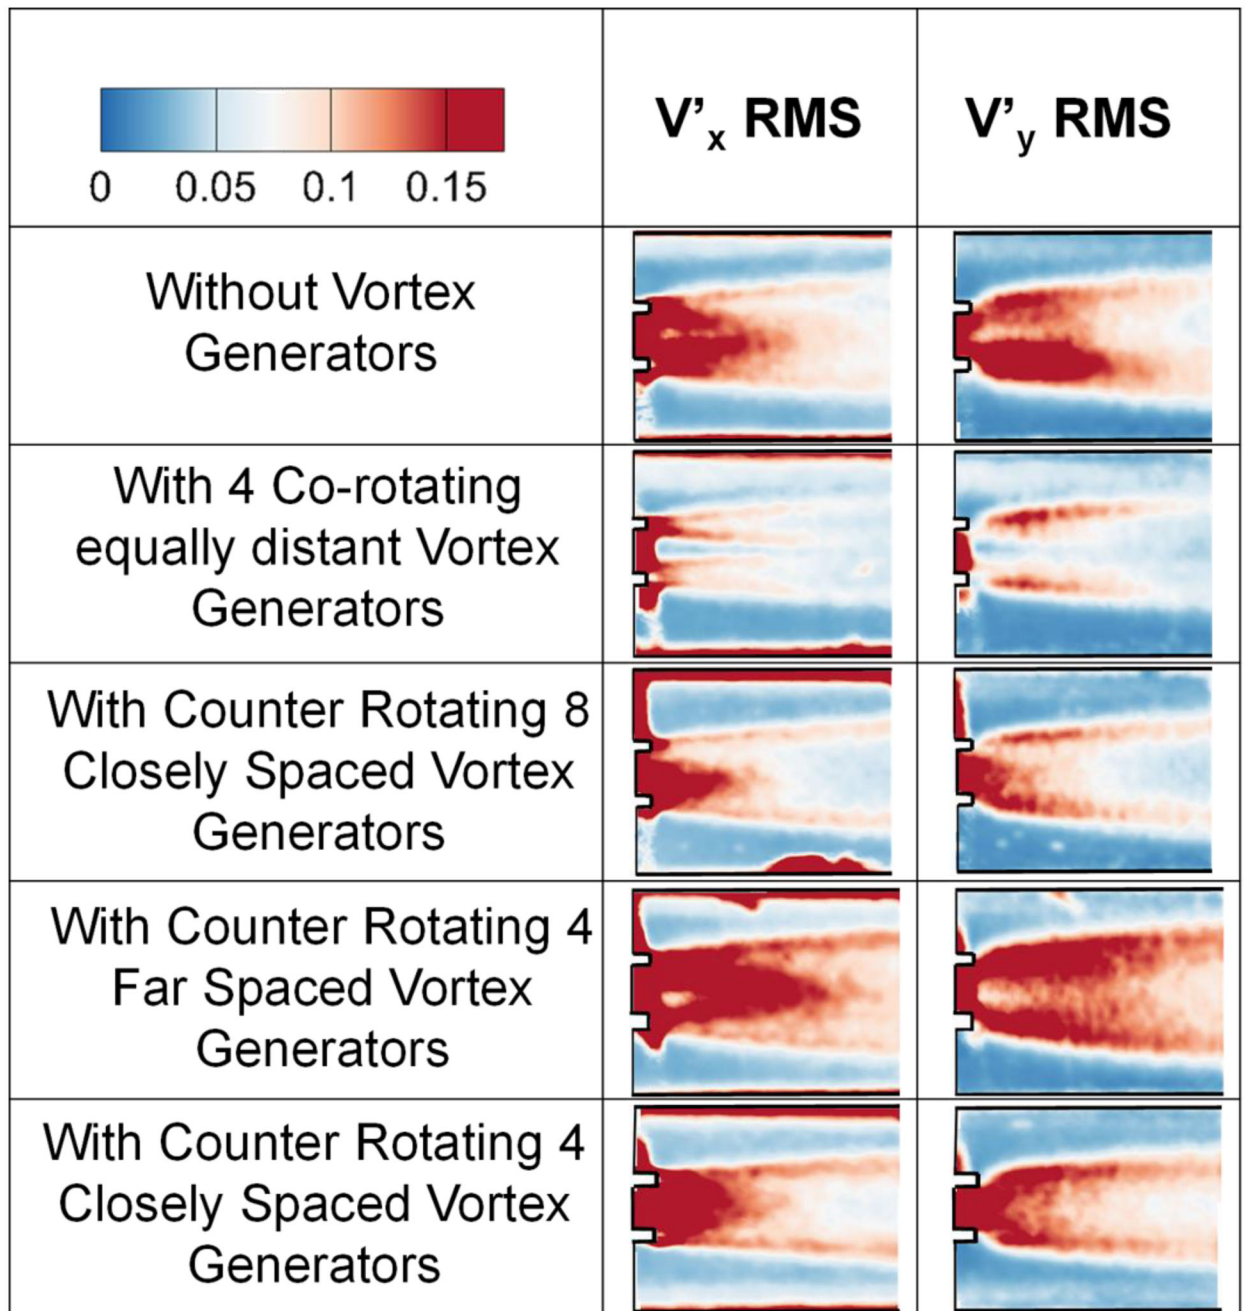 0 0.05 0.1 0.15
V'x RMS
V'y RMS
Without Vortex
Generators
With 4 Co-rotating
equally distant Vortex
Generators
With Counter Rotating 8
Closely Spaced Vortex
Generators
With Counter Rotating 4
Far Spaced Vortex
Generators
With Counter Rotating 4
Closely Spaced Vortex
Generators